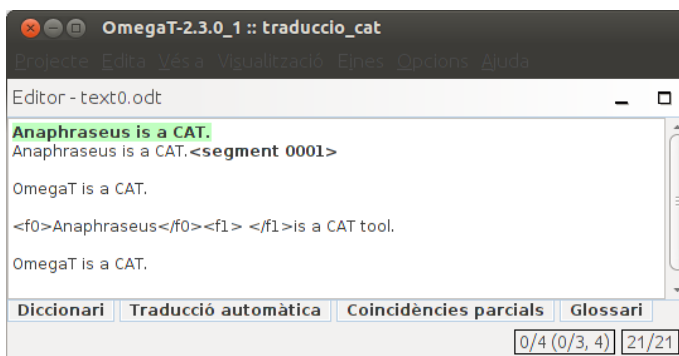 OmegaT-2.3.0_1 :: traduccio_cat
Projecte Edita Vés a Visualització Eines Opcions Ajuda
Editor - text0.odt
Anaphraseus is a CAT.
Anaphraseus is a CAT.<segment 0001>
OmegaT is a CAT.
<f0>Anaphraseus</f0><f1> </f1>is a CAT tool.
OmegaT is a CAT.
Diccionari Traducció automàtica Coincidències parcials Glossari
0/4 (0/3, 4) 21/21